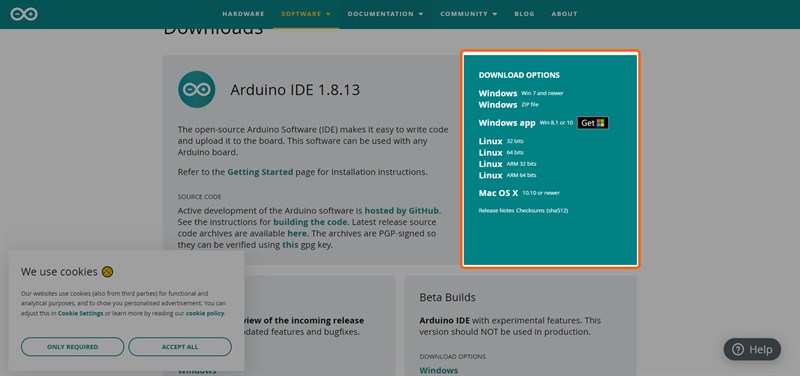 HARDWARE SOFTWARE DOCUMENTATION COMMUNITY BLOG ABOUT
Downloads
Arduino IDE 1.8.13
The open-source Arduino Software (IDE) makes it easy to write code
and upload it to the board. This software can be used with any
Arduino board.
Refer to the Getting Started page for Installation instructions.
SOURCE CODE
Active development of the Arduino software is hosted by GitHub.
See the instructions for building the code. Latest release source
code archives are available here. The archives are PGP-signed so
they can be verified using this gpg key.
DOWNLOAD OPTIONS
Windows Win 7 and newer
Windows ZIP file
Windows app Win 8.1 or 10 Get
Linux 32 bits
Linux 64 bits
Linux ARM 32 bits
Linux ARM 64 bits
Mac OS X 10.10 or newer
Release Notes Checksums (sha512)
We use cookies
Our websites use cookies (also from third parties) for functional and
analytical purposes, and to show you personalised advertisement. You can
adjust this in Cookie Settings or learn more by reading our cookie policy.
ONLY REQUIRED ACCEPT ALL
view of the incoming release
dated features and bugfixes.
Windows
Beta Builds
Arduino IDE with experimental features. This
version should NOT be used in production.
DOWNLOAD OPTIONS
Windows
Help